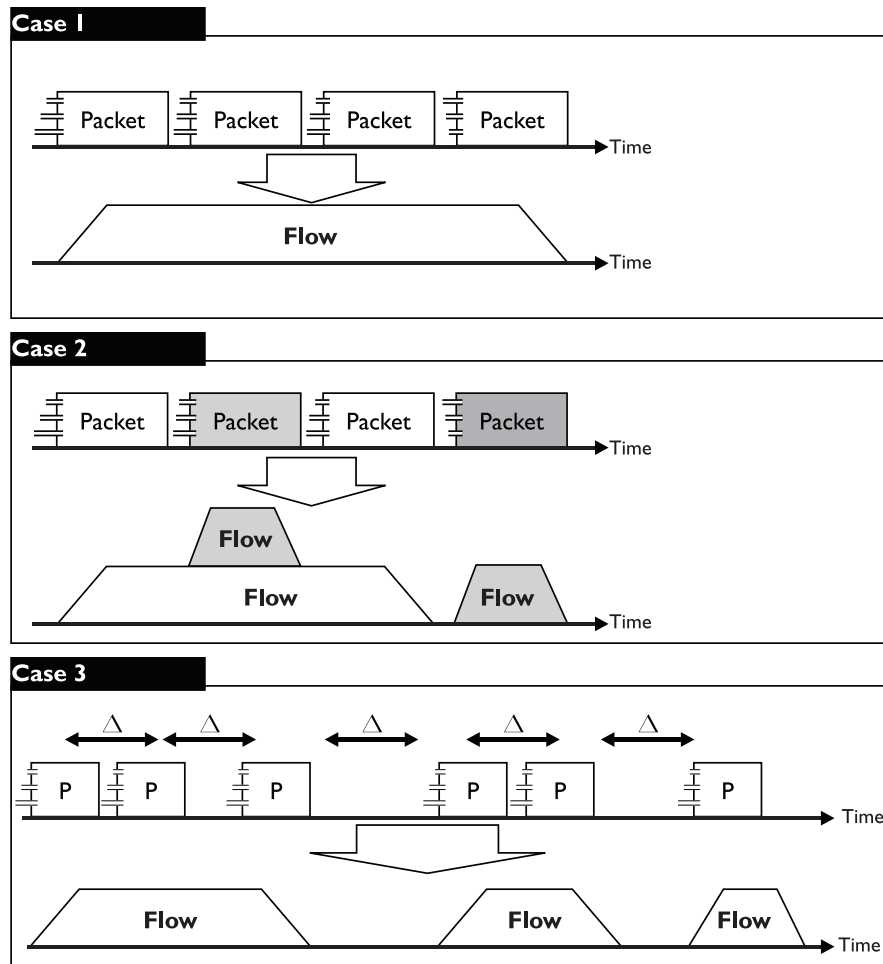 Case 1
Packet Packet Packet Packet
Time
Flow
Time
Case 2
Packet Packet Packet Packet
Time
Flow
Flow Flow
Time
Case 3
Δ Δ Δ Δ Δ
P P P P P P
Time
Flow Flow Flow
Time